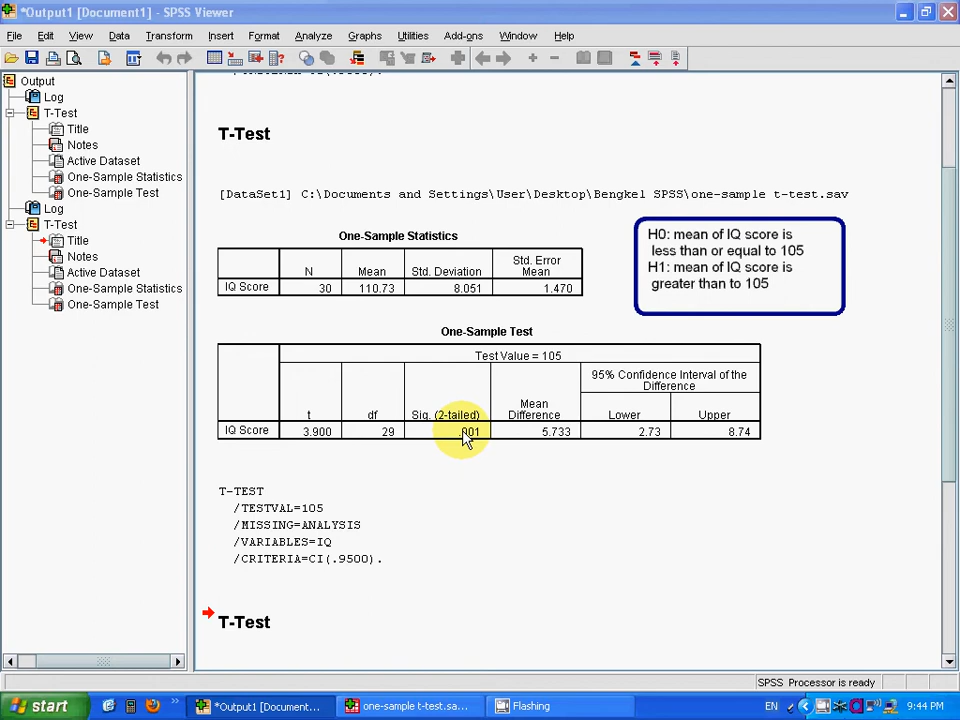 *Output1 [Document1] - SPSS Viewer
File Edit View Data Transform Insert Format Analyze Graphs Utilities Add-ons Window Help
Output
Log
T-Test
Title
Notes
Active Dataset
One-Sample Statistics
One-Sample Test
Log
T-Test
Title
Notes
Active Dataset
One-Sample Statistics
One-Sample Test
T-Test
[DataSet1] C:\Documents and Settings\User\Desktop\Bengkel SPSS\one-sample t-test.sav
One-Sample Statistics
N Mean Std. Deviation Std. Error Mean
IQ Score 30 110.73 8.051 1.470
H0: mean of IQ score is
less than or equal to 105
H1: mean of IQ score is
greater than to 105
One-Sample Test
Test Value = 105
95% Confidence Interval of the
Difference
t df Sig. (2-tailed) Mean Difference Lower Upper
IQ Score 3.900 29 .001 5.733 2.73 8.74
T-TEST
/TESTVAL=105
/MISSING=ANALYSIS
/VARIABLES=IQ
/CRITERIA=CI(.9500).
T-Test
SPSS Processor is ready
start
*Output1 [Document...
one-sample t-test.sa...
Flashing
EN
9:44 PM